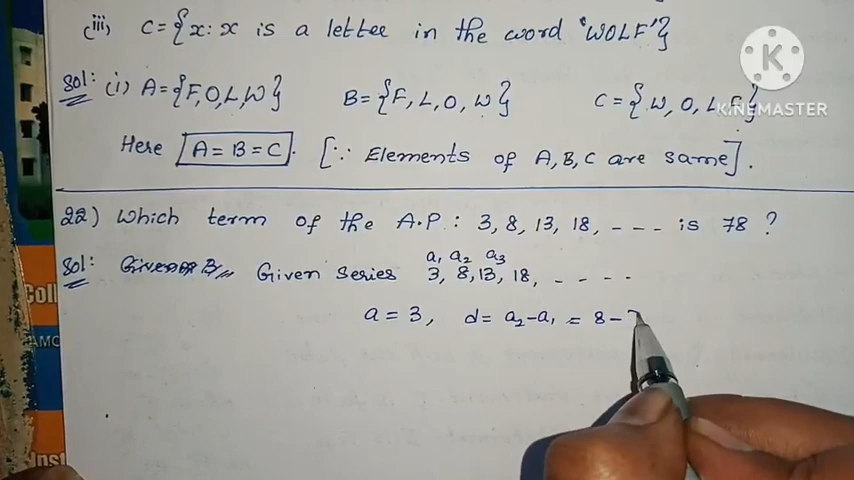 (iii) C={x: x is a letter in the word 'WOLF'}
KINEMASTER
Sol: (i) A={F,O,L,W} B={F, L, O, W} C={W, O, L, F}
Here A=B=C. [∵ Elements of A,B,C are same].
22) Which term of the A.P: 3, 8, 13, 18, --- is 78 ?
a₁ a₂ a₃
Sol: Given Series 3, 8, 13, 18, ----
a = 3, d= a₂-a₁ = 8-
Coll
Inst